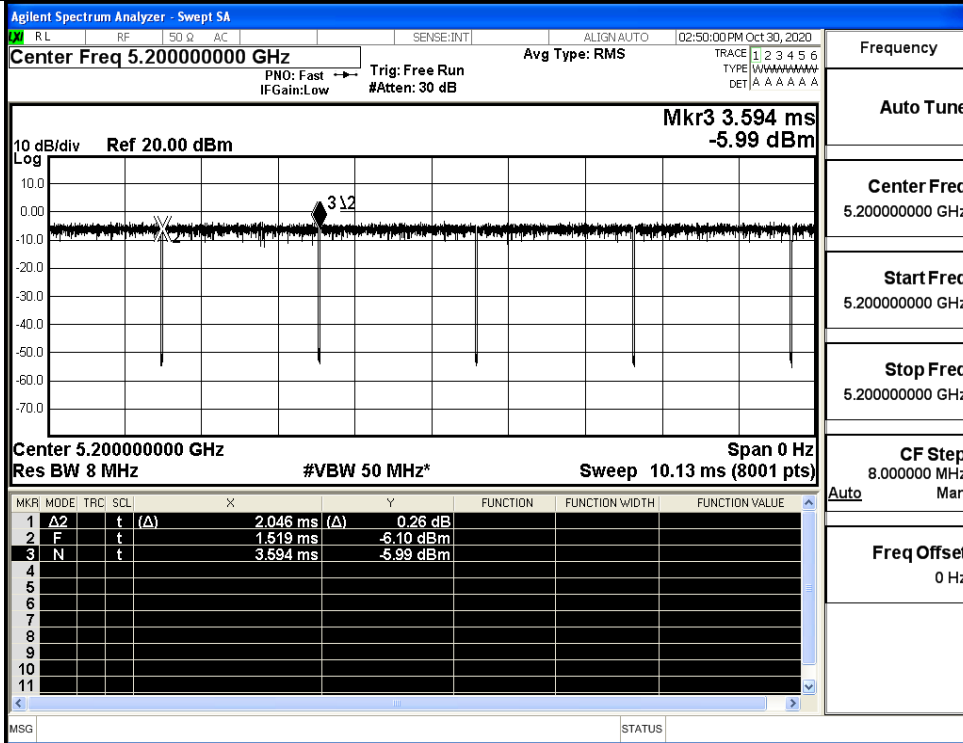 Agilent Spectrum Analyzer - Swept SA
LXI RL RF 50 Ω AC SENSE:INT ALIGN AUTO 02:50:00 PM Oct 30, 2020
Center Freq 5.200000000 GHz
PNO: Fast
IFGain:Low
Trig: Free Run
#Atten: 30 dB
Avg Type: RMS
TRACE 1 2 3 4 5 6
TYPE WWWWWW
DET A A A A A A
Mkr3 3.594 ms
-5.99 dBm
10 dB/div Ref 20.00 dBm
Log
10.0
0.00
-10.0
-20.0
-30.0
-40.0
-50.0
-60.0
-70.0
3 Δ2
2
Center 5.200000000 GHz Span 0 Hz
Res BW 8 MHz #VBW 50 MHz* Sweep 10.13 ms (8001 pts)
MKR MODE TRC SCL X Y FUNCTION FUNCTION WIDTH FUNCTION VALUE
1 Δ2 t (Δ) 2.046 ms (Δ) 0.26 dB
2 F t 1.519 ms -6.10 dBm
3 N t 3.594 ms -5.99 dBm
4
5
6
7
8
9
10
11
MSG STATUS
Frequency
Auto Tune
Center Freq
5.200000000 GHz
Start Freq
5.200000000 GHz
Stop Freq
5.200000000 GHz
CF Step
8.000000 MHz
Auto Man
Freq Offset
0 Hz